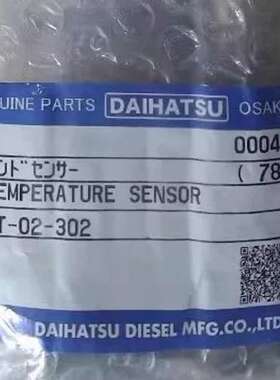 UINE PARTS DAIHATSU OSAK
0004
ンドセンサー ( 78
EMPERATURE SENSOR
T-02-302
DAIHATSU DIESEL MFG.CO.,LTD.